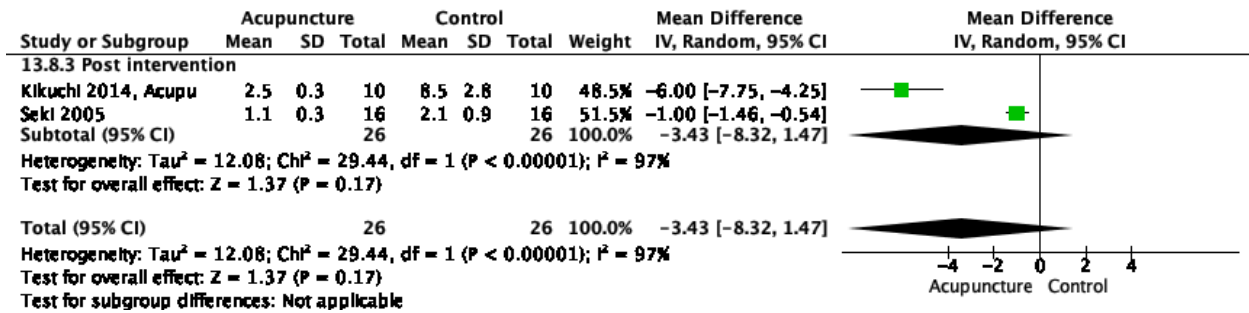 Acupuncture Control Mean Difference Mean Difference
Study or Subgroup Mean SD Total Mean SD Total Weight IV, Random, 95% CI IV, Random, 95% CI
13.8.3 Post intervention
Kikuchi 2014, Acupu 2.5 0.3 10 8.5 2.8 10 48.5% −6.00 [−7.75, −4.25]
Seki 2005 1.1 0.3 16 2.1 0.9 16 51.5% −1.00 [−1.46, −0.54]
Subtotal (95% CI) 26 26 100.0% −3.43 [−8.32, 1.47]
Heterogeneity: Tau² = 12.08; Chi² = 29.44, df = 1 (P < 0.00001); I² = 97%
Test for overall effect: Z = 1.37 (P = 0.17)
Total (95% CI) 26 26 100.0% −3.43 [−8.32, 1.47]
Heterogeneity: Tau² = 12.08; Chi² = 29.44, df = 1 (P < 0.00001); I² = 97%
Test for overall effect: Z = 1.37 (P = 0.17)
Test for subgroup differences: Not applicable
−4 −2 0 2 4
Acupuncture Control